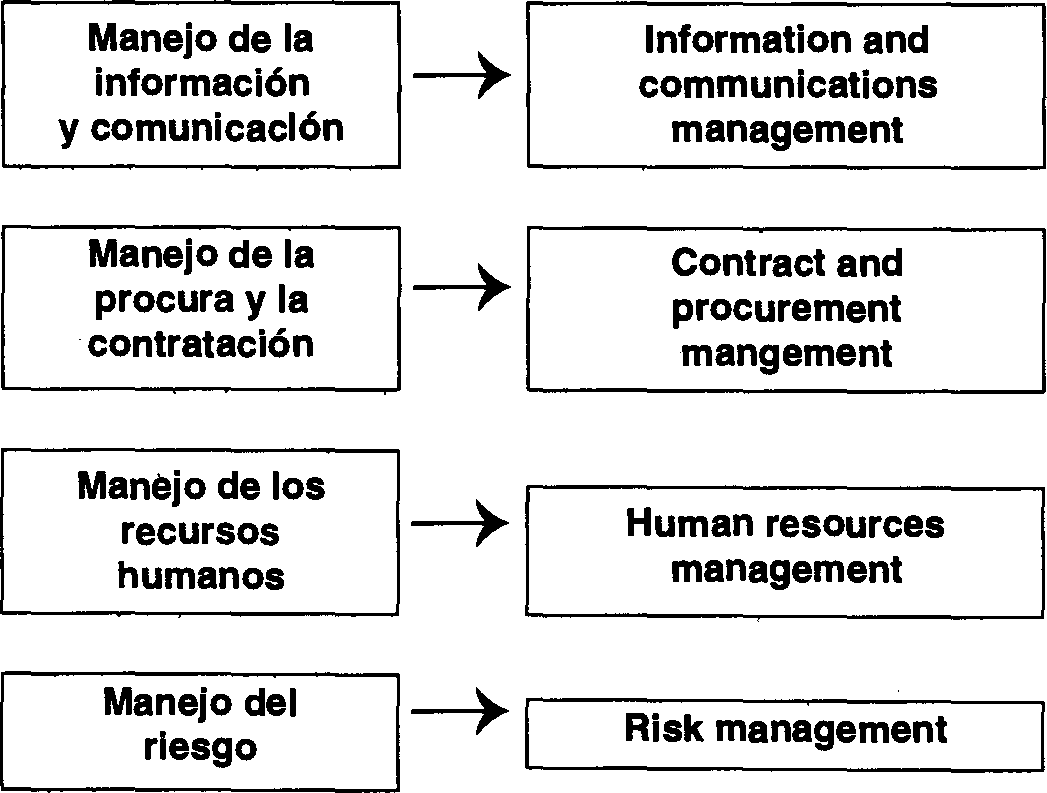 Manejo de la
información
y comunicación
Information and
communications
management
Manejo de la
procura y la
contratación
Contract and
procurement
mangement
Manejo de los
recursos
humanos
Human resources
management
Manejo del
riesgo
Risk management